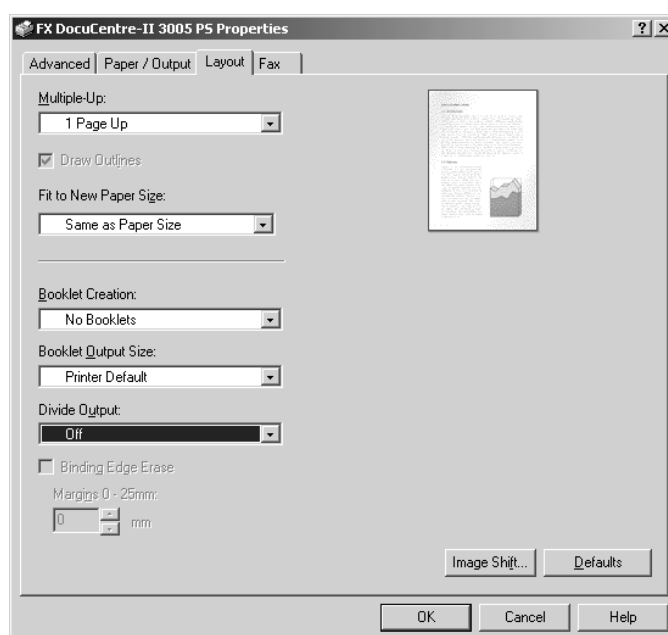 FX DocuCentre-II 3005 PS Properties
Advanced
Paper / Output
Layout
Fax
Multiple-Up:
1 Page Up
Draw Outlines
Fit to New Paper Size:
Same as Paper Size
Booklet Creation:
No Booklets
Booklet Output Size:
Printer Default
Divide Output:
Off
Binding Edge Erase
Margins 0 - 25mm:
0 mm
Image Shift... Defaults
OK Cancel Help